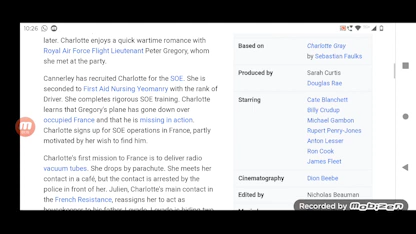 10:26
later. Charlotte enjoys a quick wartime romance with
Royal Air Force Flight Lieutenant Peter Gregory, whom
she met at the party.
Cannerley has recruited Charlotte for the SOE. She is
seconded to First Aid Nursing Yeomanry with the rank of
Driver. She completes rigorous SOE training. Charlotte
learns that Gregory's plane has gone down over
occupied France and that he is missing in action.
Charlotte signs up for SOE operations in France, partly
motivated by her wish to find him.
Charlotte's first mission to France is to deliver radio
vacuum tubes. She drops by parachute. She meets her
contact in a café, but the contact is arrested by the
police in front of her. Julien, Charlotte's main contact in
the French Resistance, reassigns her to act as
Based on Charlotte Gray
by Sebastian Faulks
Produced by Sarah Curtis
Douglas Rae
Starring Cate Blanchett
Billy Crudup
Michael Gambon
Rupert Penry-Jones
Anton Lesser
Ron Cook
James Fleet
Cinematography Dion Beebe
Edited by Nicholas Beauman
Recorded by mobizen